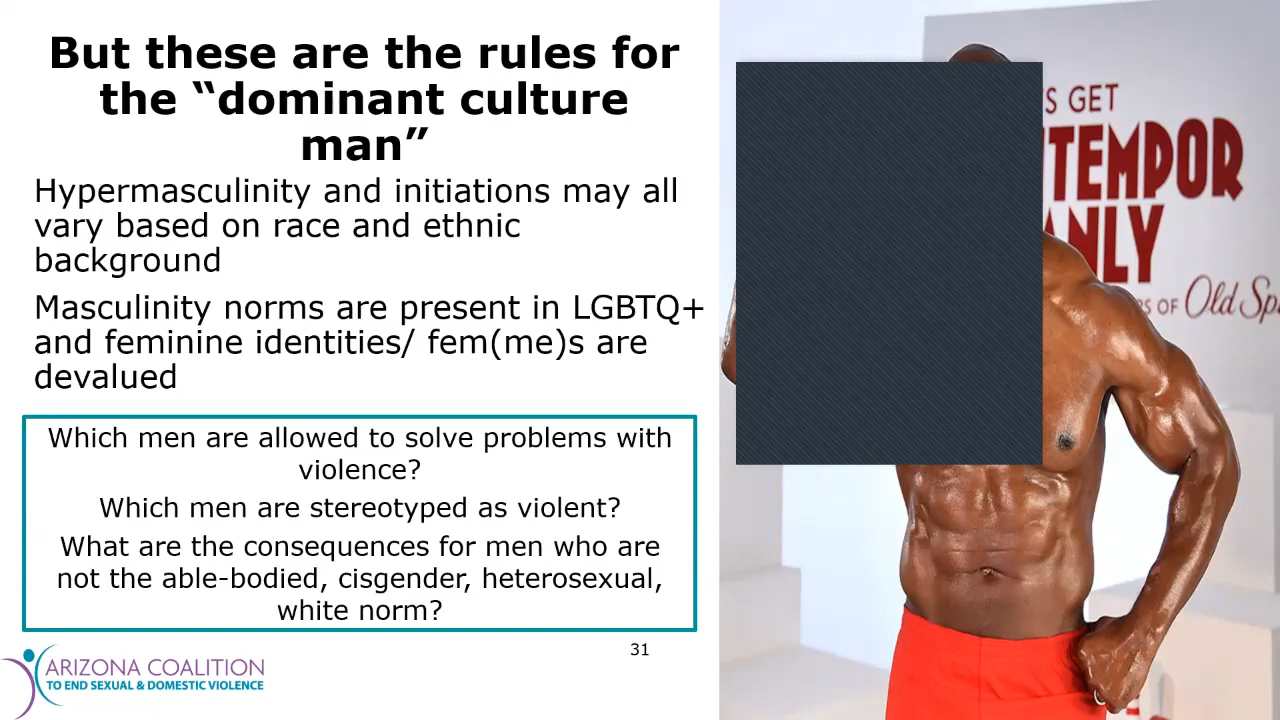 But these are the rules for
the “dominant culture
man”
Hypermasculinity and initiations may all
vary based on race and ethnic
background
Masculinity norms are present in LGBTQ+
and feminine identities/ fem(me)s are
devalued
Which men are allowed to solve problems with
violence?
Which men are stereotyped as violent?
What are the consequences for men who are
not the able-bodied, cisgender, heterosexual,
white norm?
31
ARIZONA COALITION
TO END SEXUAL & DOMESTIC VIOLENCE
S GET
TEMPOR
ANLY
RS OF Old Sp